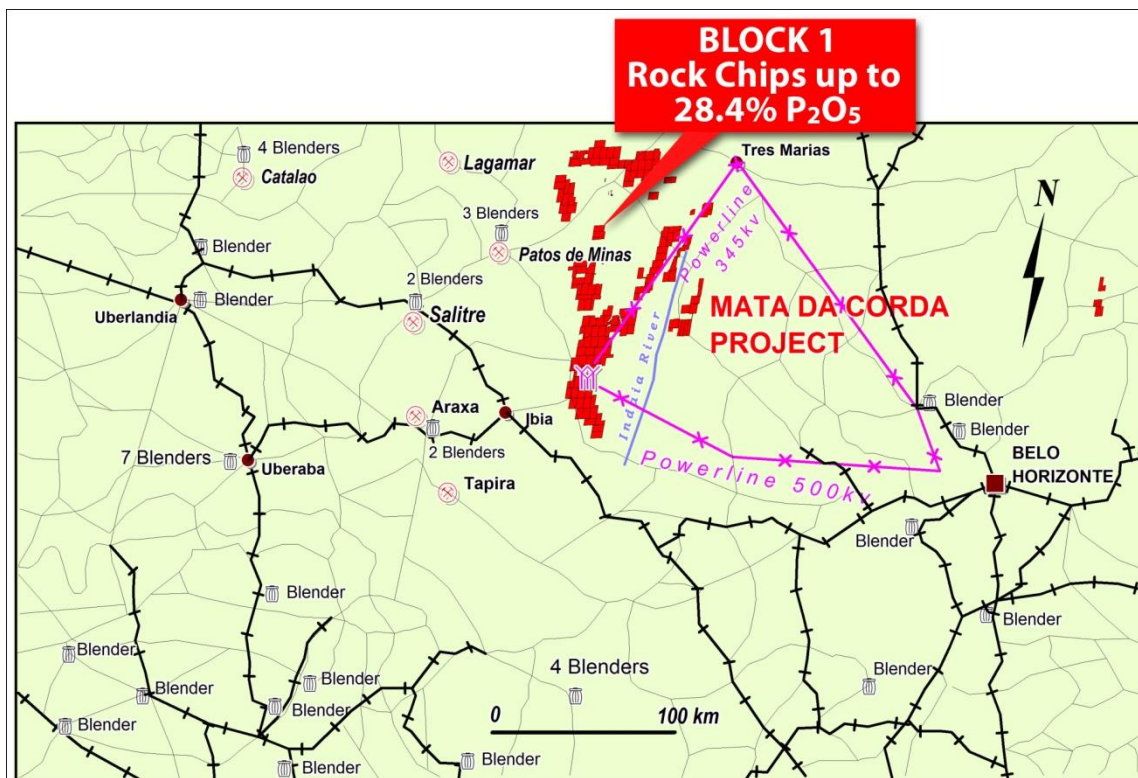 BLOCK 1
Rock Chips up to
28.4% P₂O₅
4 Blenders
Catalao
Lagamar
Tres Marias
N
3 Blenders
Patos de Minas
Blender
2 Blenders
Salitre
Blender
Uberlandia
Powerline
345kv
MATA DA CORDA
PROJECT
Indaia River
Araxa
2 Blenders
Ibia
7 Blenders
Uberaba
Tapira
Powerline 500kv
Blender
Blender
BELO
HORIZONTE
Blender
Blender
Blender
Blender
Blender
Blender
Blender
Blender
Blender
4 Blenders
Blender
0 100 km
Blender
Blender